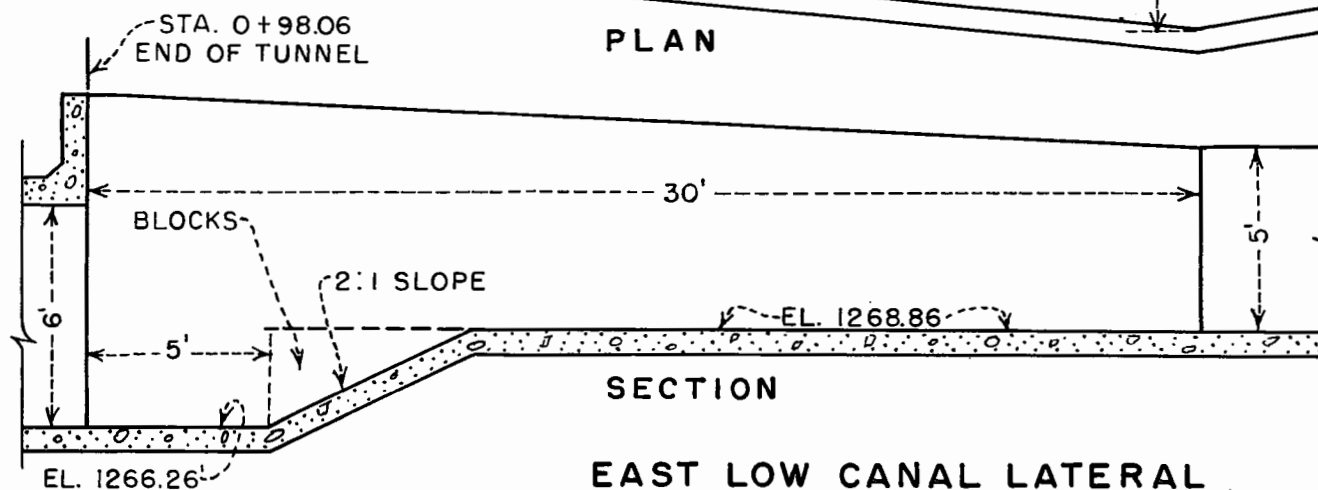 STA. 0+98.06
END OF TUNNEL
PLAN
30'
BLOCKS
2:1 SLOPE
6'
5'
5'
EL. 1268.86
SECTION
EL. 1266.26'
EAST LOW CANAL LATERAL